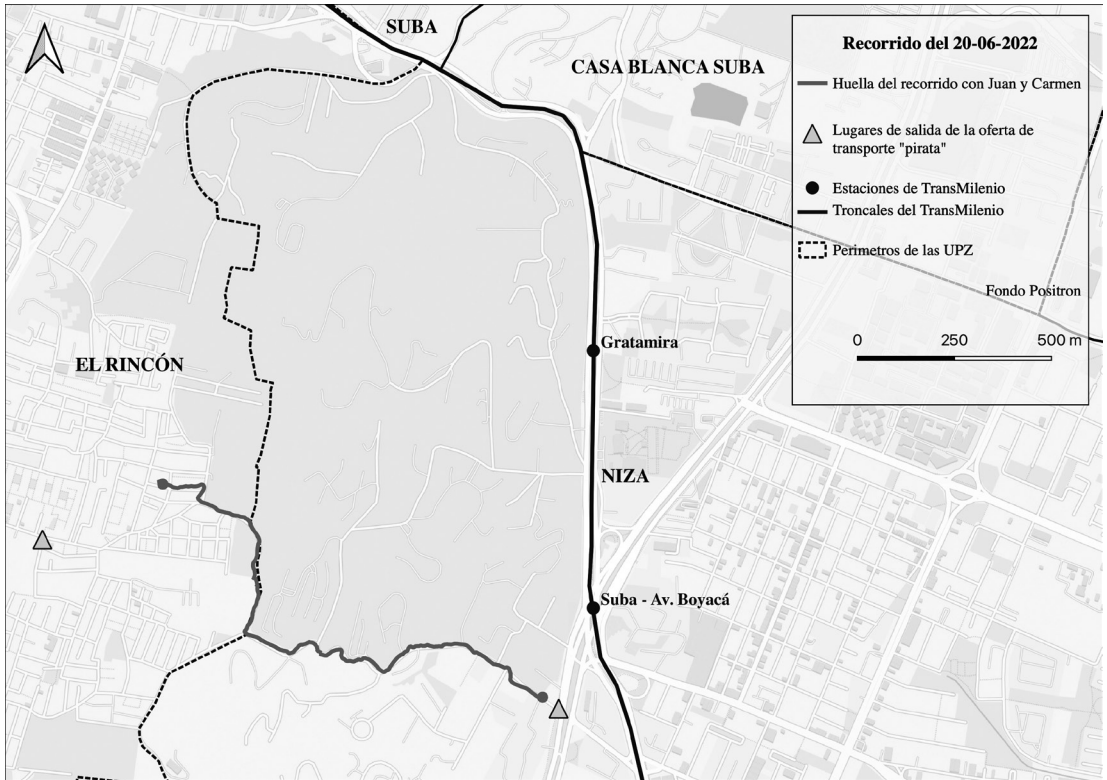 SUBA
CASA BLANCA SUBA
EL RINCÓN
Gratamira
NIZA
Suba - Av. Boyacá
Recorrido del 20-06-2022
Huella del recorrido con Juan y Carmen
Lugares de salida de la oferta de
transporte "pirata"
Estaciones de TransMilenio
Troncales del TransMilenio
Perimetros de las UPZ
Fondo Positron
0 250 500 m